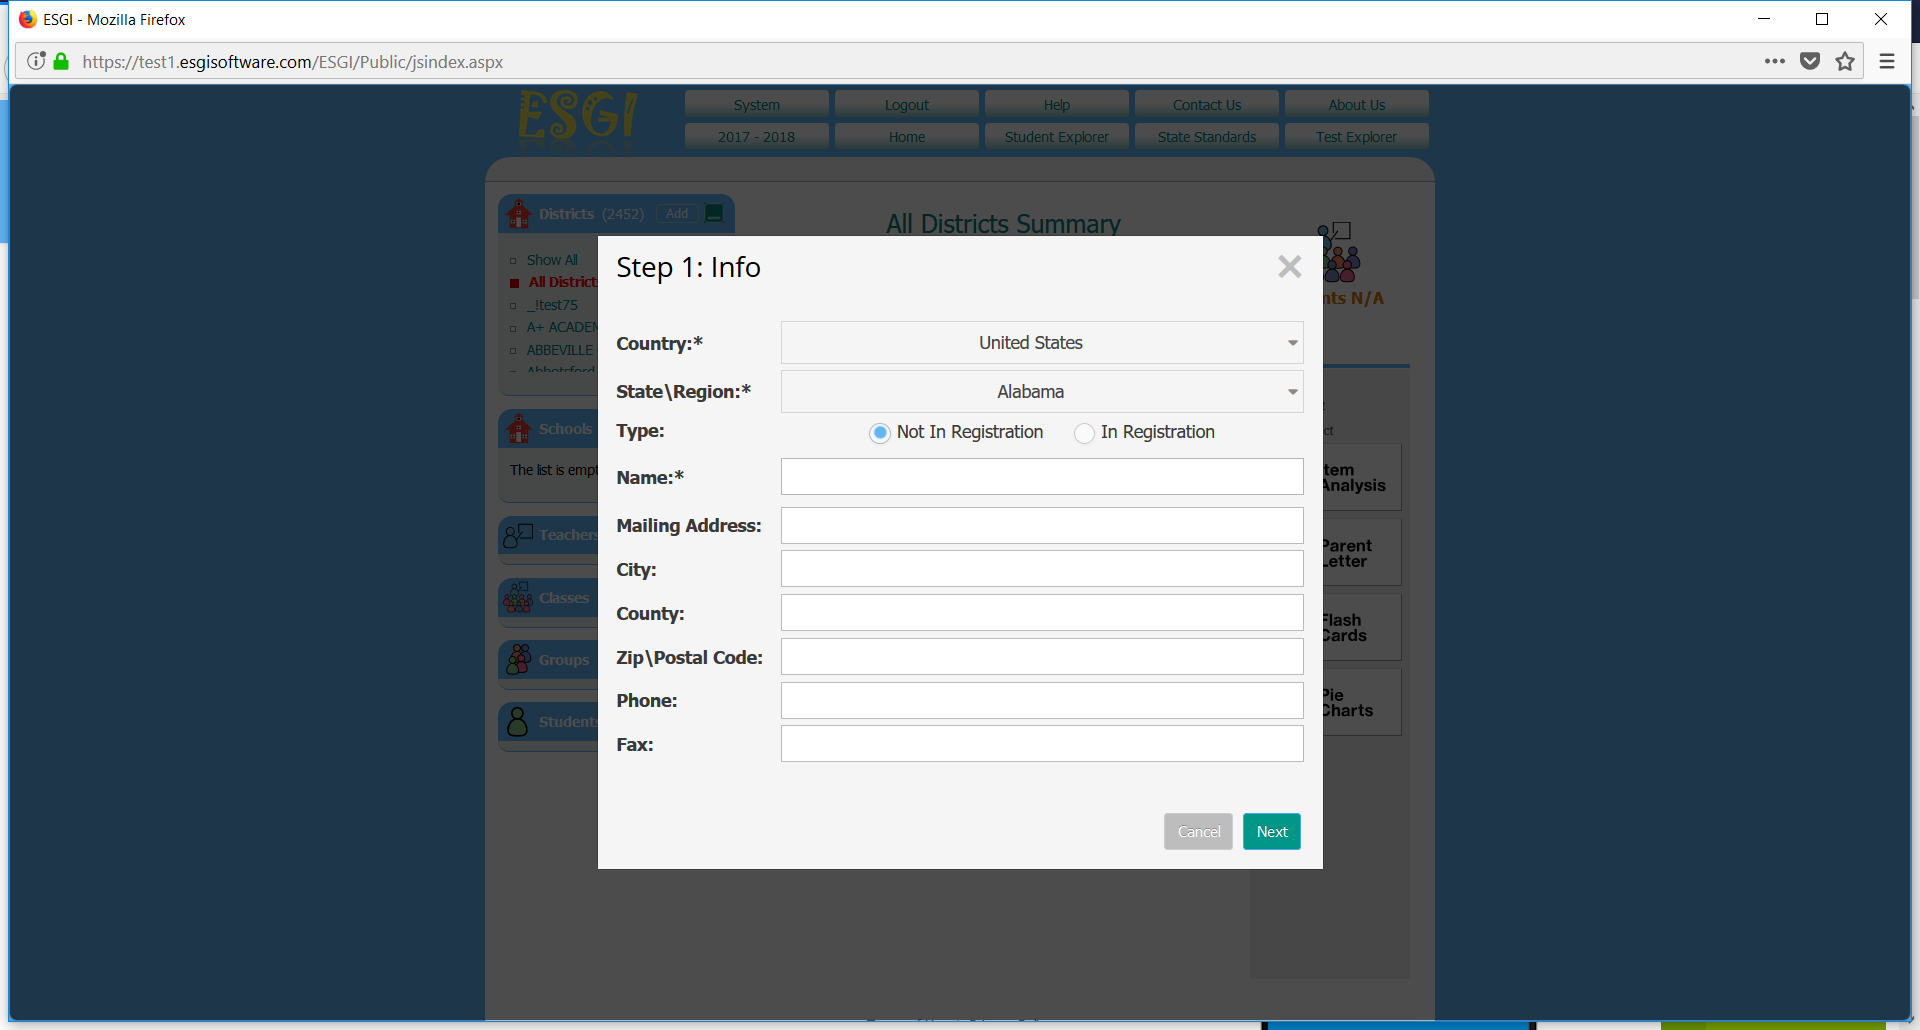 ESGI - Mozilla Firefox
https://test1.esgisoftware.com/ESGI/Public/jsindex.aspx
ESGI
System
Logout
Help
Contact Us
About Us
2017 - 2018
Home
Student Explorer
State Standards
Test Explorer
Districts (2452)
Add
All Districts Summary
Show All
All District
_!test75
A+ ACADEM
ABBEVILLE
Abbotsford
nts N/A
Schools
The list is empt
Teachers
Classes
Groups
Students
Step 1: Info
Country:*
United States
State\Region:*
Alabama
Type:
Not In Registration
In Registration
Name:*
Mailing Address:
City:
County:
Zip\Postal Code:
Phone:
Fax:
Cancel
Next
ct
tem
Analysis
Parent
Letter
Flash
Cards
Pie
Charts